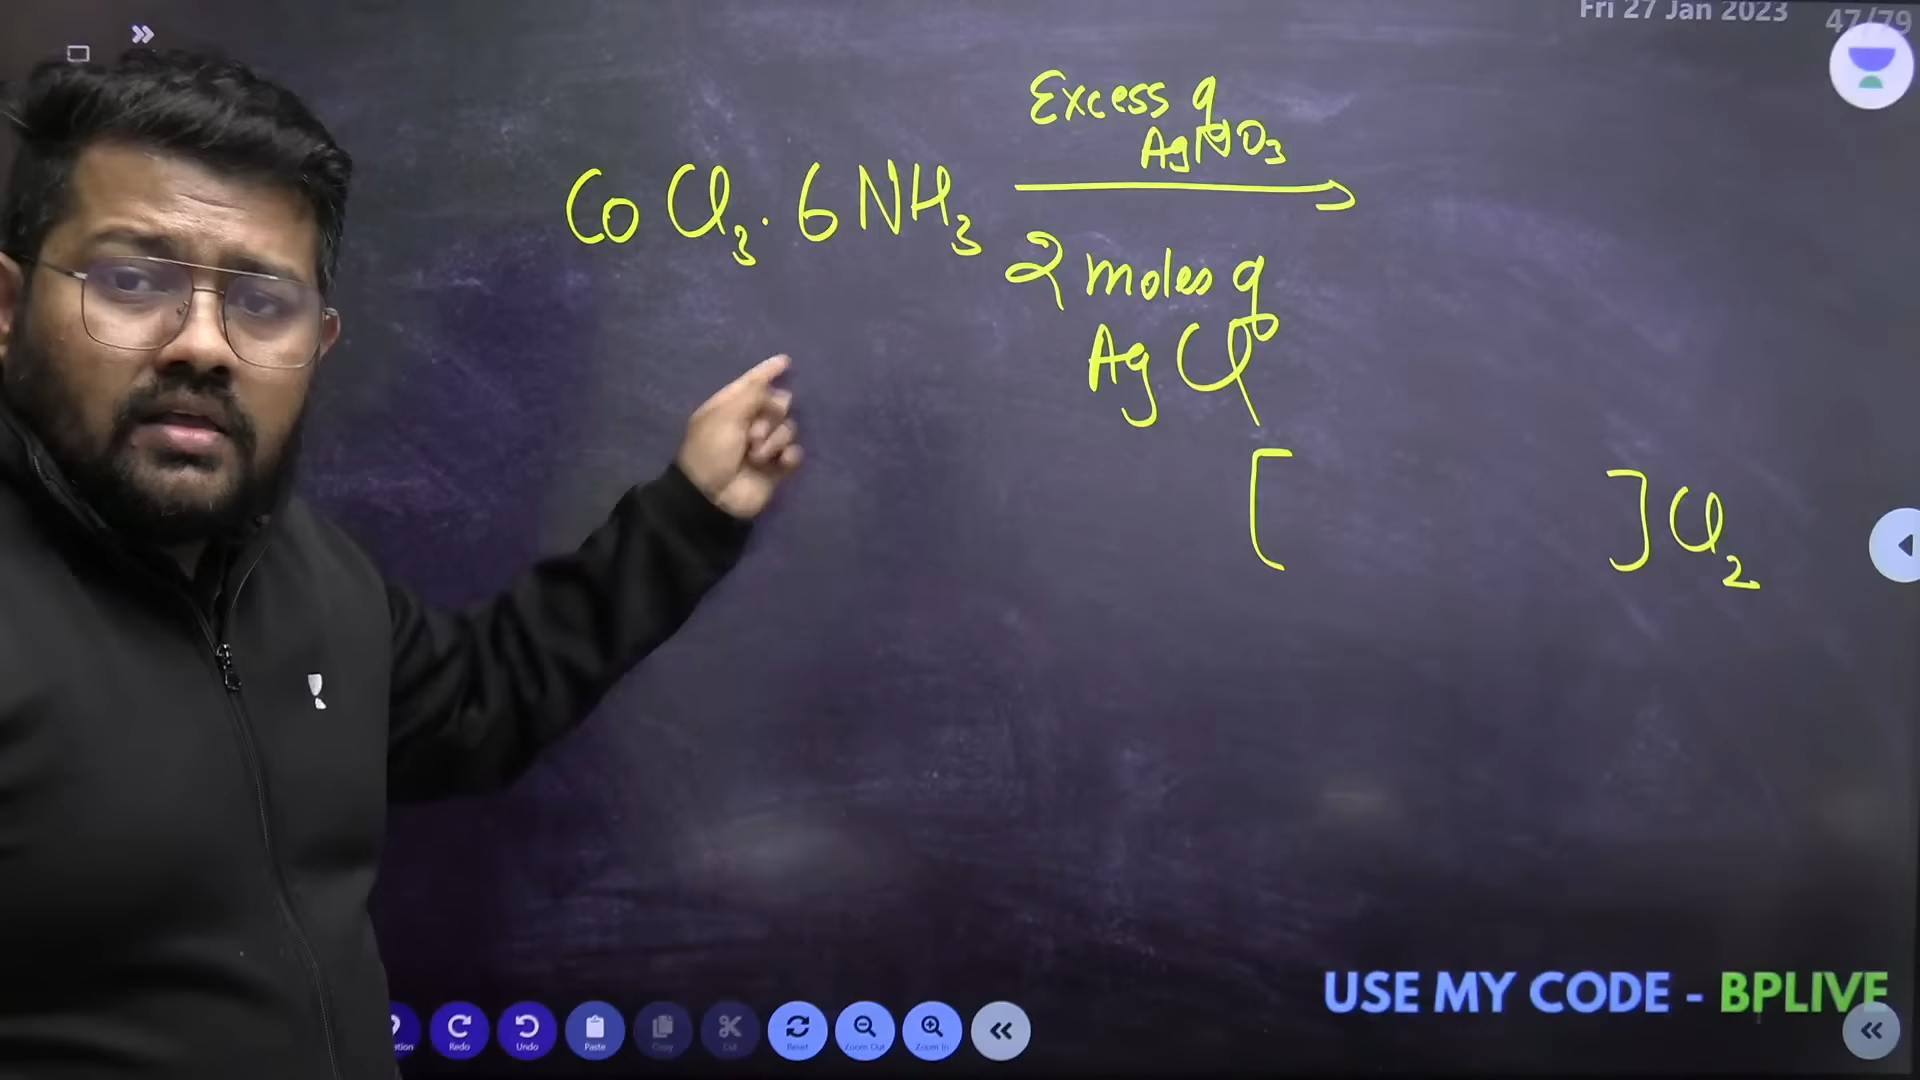 Fri 27 Jan 2023
47/79
Excess of
AgNO3
CoCl3.6NH3
2 moles of
AgCl
[ ]Cl2
USE MY CODE - BPLIVE
Redo
Undo
Paste
Copy
Cut
Reset
Zoom Out
Zoom In